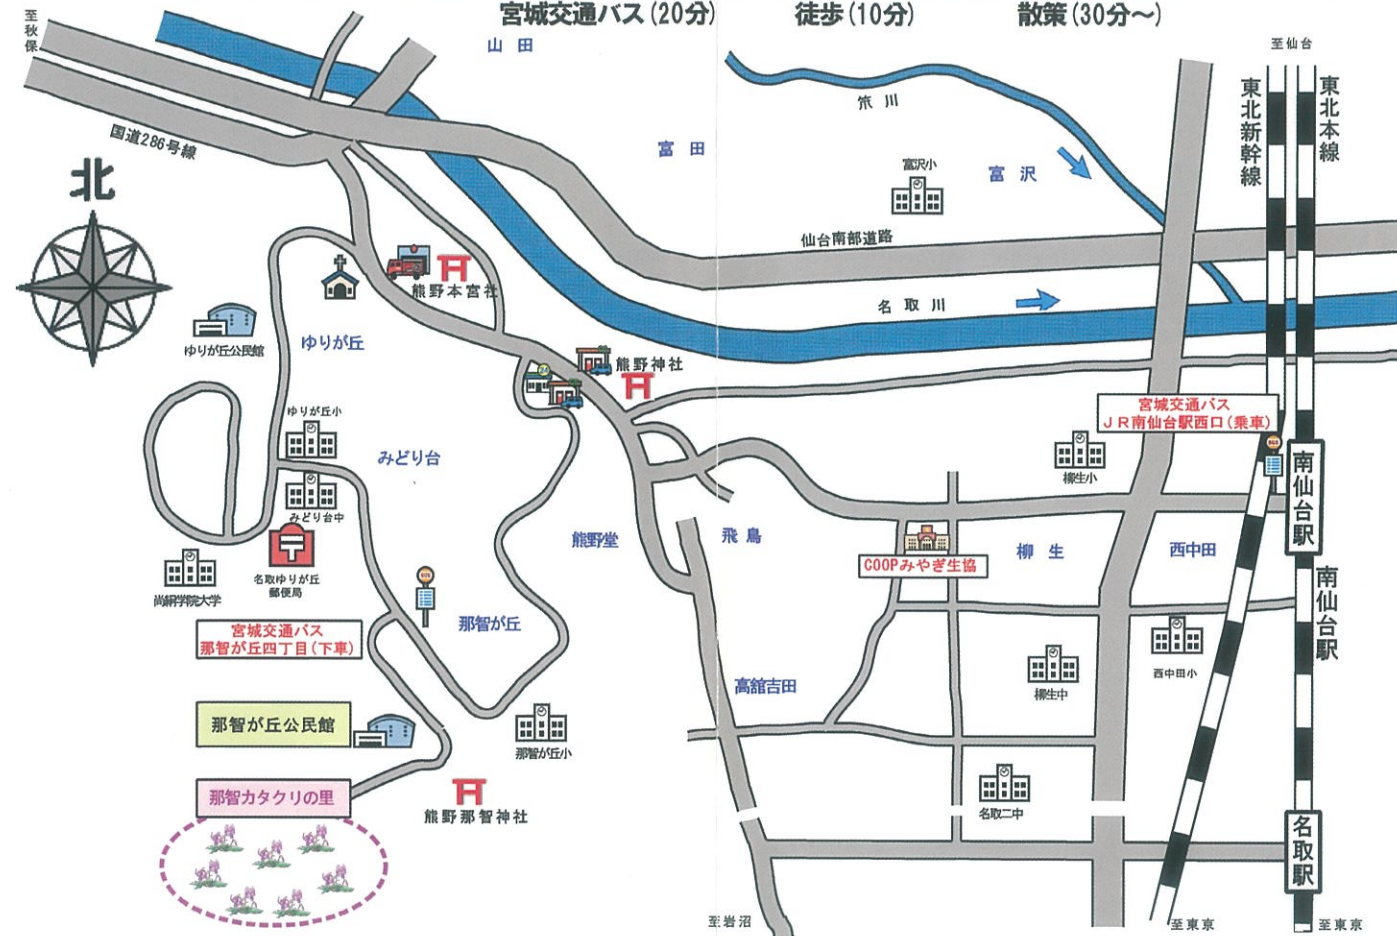 宮城交通バス(20分) 徒歩(10分) 散策(30分～)
至秋保
山田
至仙台
笊川
東北新幹線
東北本線
国道286号線
富田
富沢小
富沢
北
仙台南部道路
熊野本宮社
名取川
ゆりが丘公民館
ゆりが丘
熊野神社
24
宮城交通バス
JR南仙台駅西口(乗車)
BUS
ゆりが丘小
みどり台
柳生小
南仙台駅
みどり台中
熊野堂
飛鳥
COOPみやぎ生協
柳生
西中田
名取ゆりが丘
郵便局
尚絅学院大学
BUS
南仙台駅
宮城交通バス
那智が丘四丁目(下車)
那智が丘
高舘吉田
柳生中
西中田小
那智が丘公民館
那智が丘小
那智カタクリの里
熊野那智神社
名取二中
名取駅
至岩沼
至東京
至東京